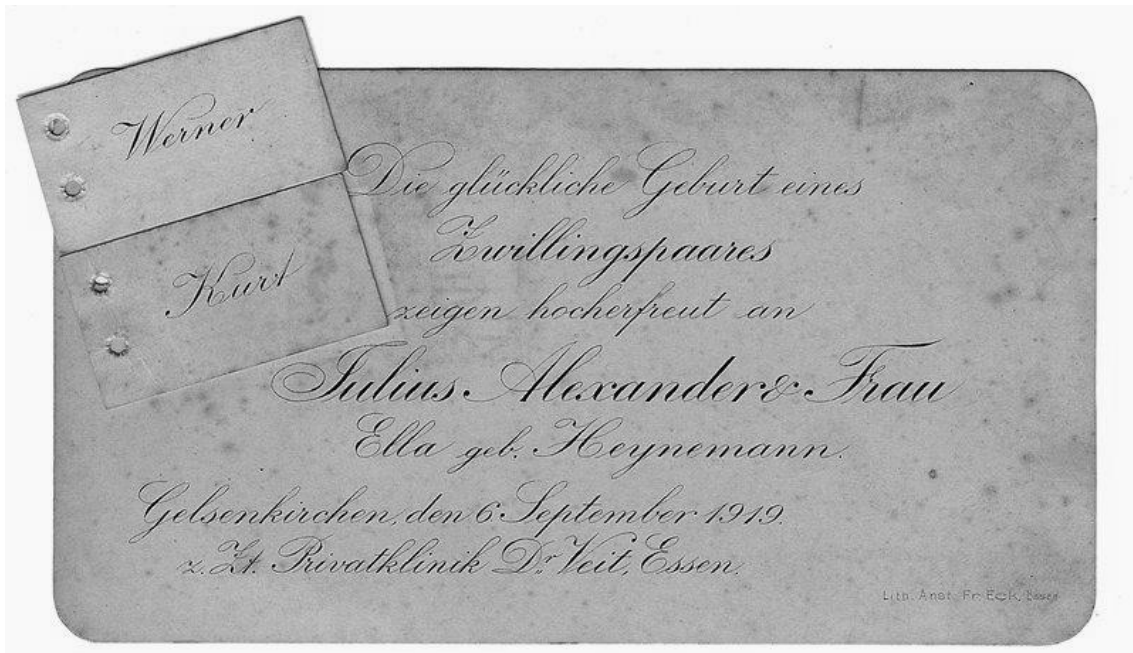 Werner
Kurt
Die glückliche Geburt eines
Zwillingspaares
zeigen hocherfreut an
Julius Alexander & Frau
Ella geb. Heynemann.
Gelsenkirchen, den 6 September 1919.
z. Zt. Privatklinik Dr. Veit, Essen.
Lith. Anst. Fr. Eck, Essen